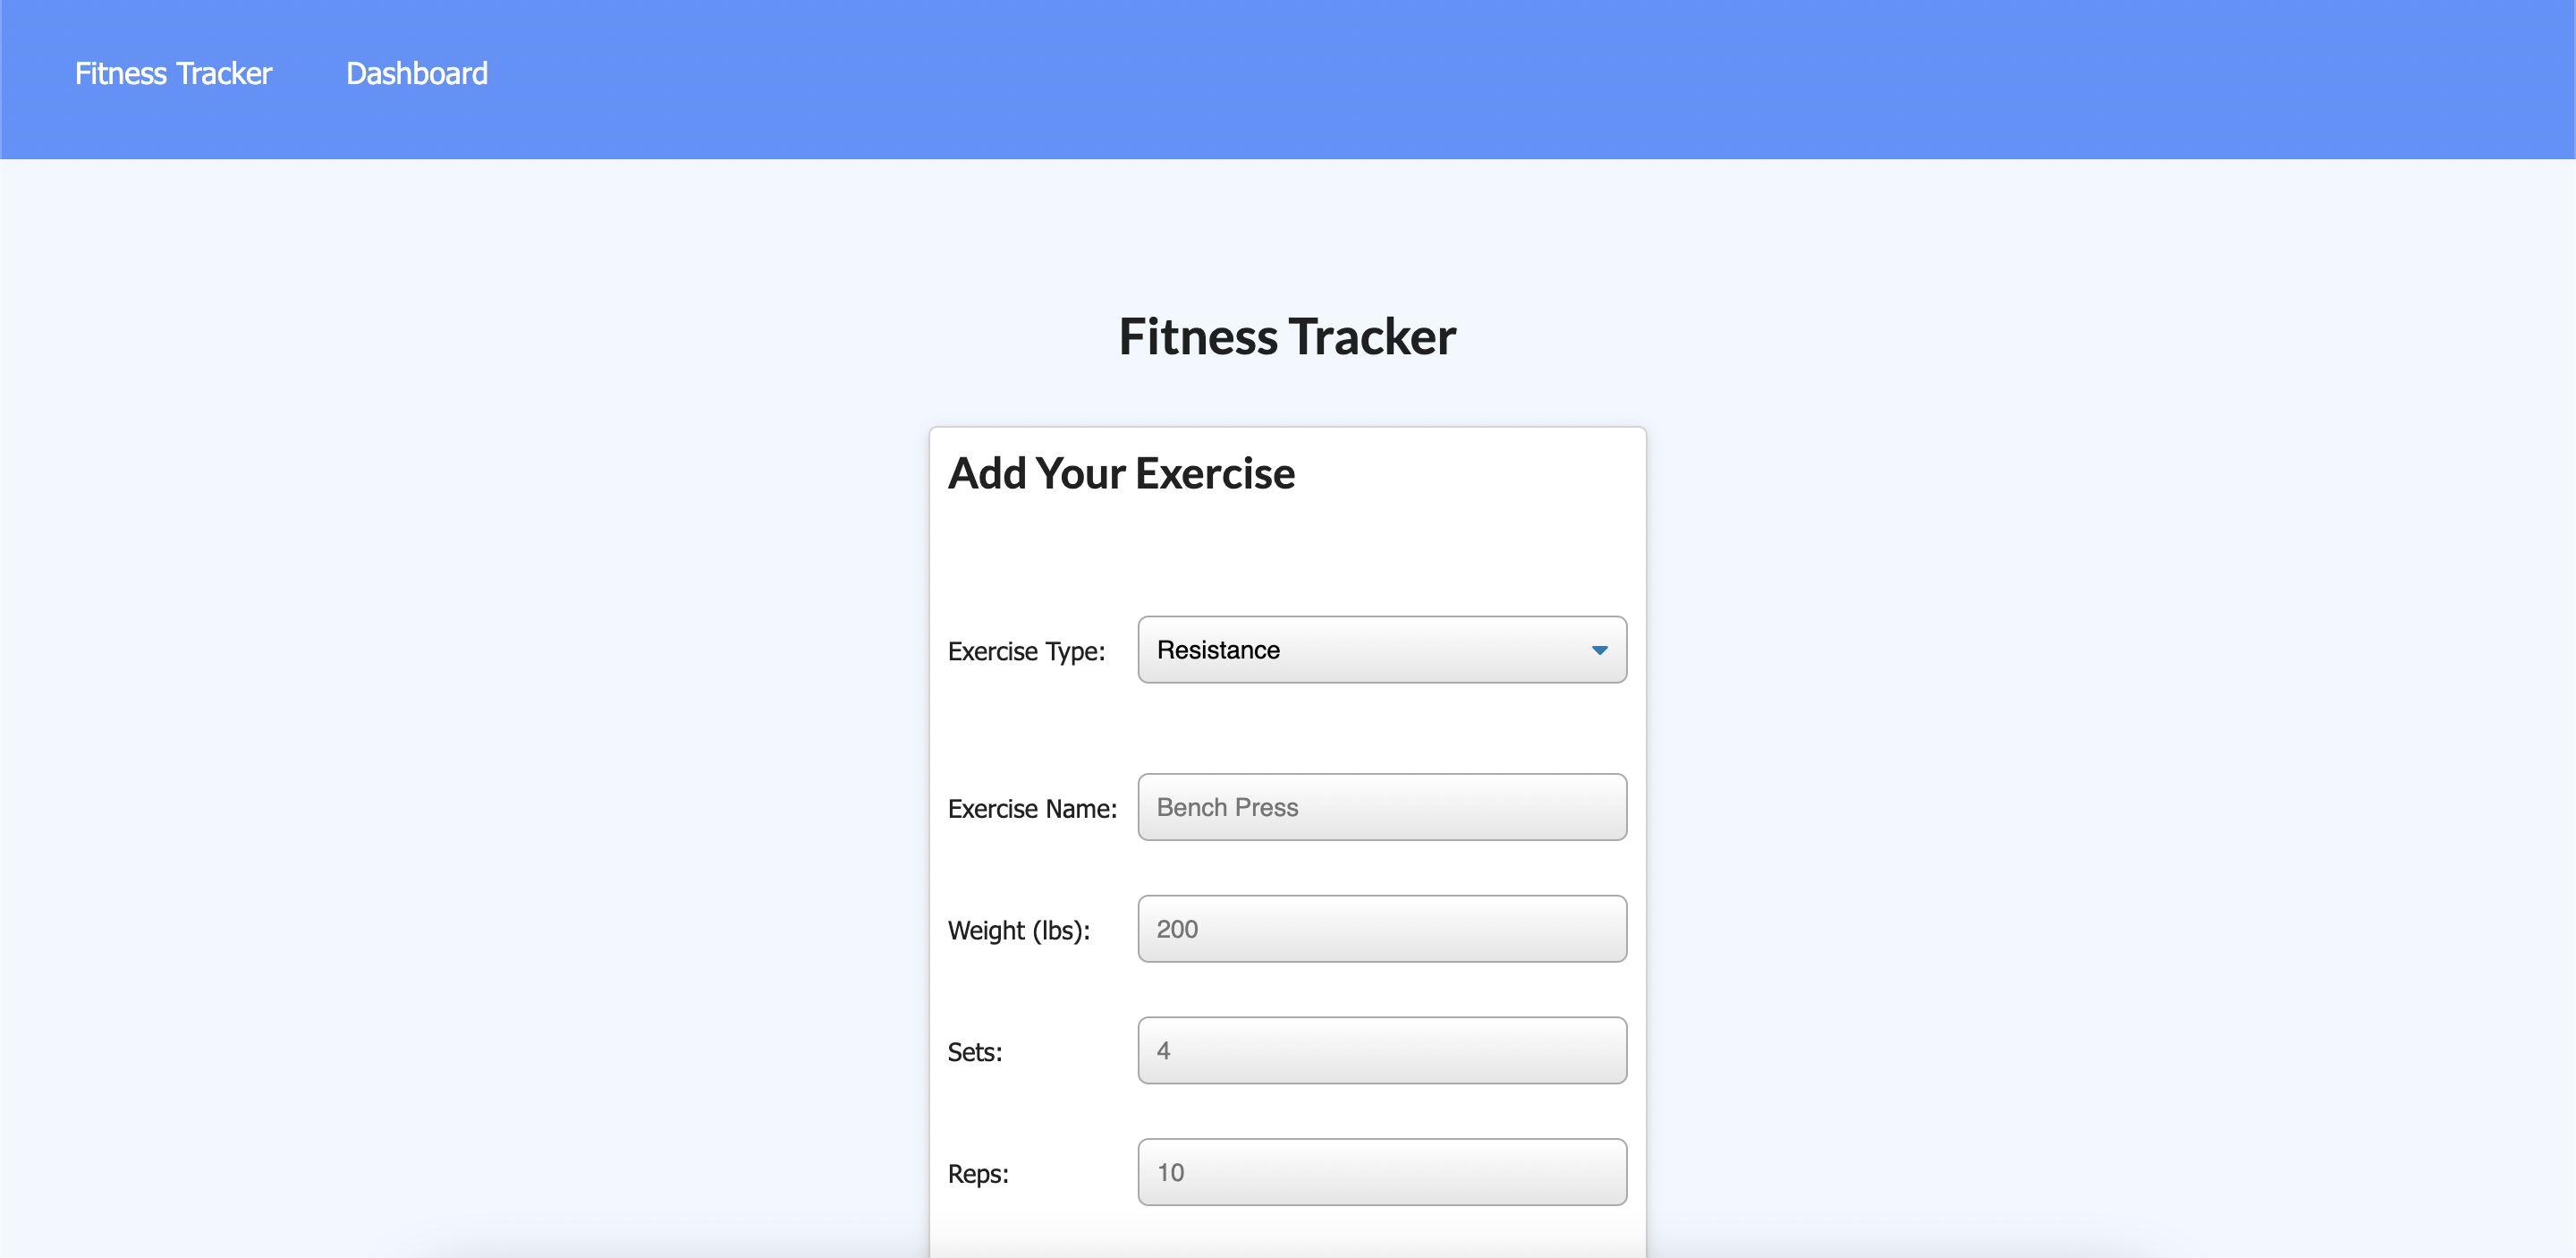 Fitness Tracker Dashboard
Fitness Tracker
Add Your Exercise
Exercise Type: Resistance
Exercise Name: Bench Press
Weight (lbs): 200
Sets: 4
Reps: 10